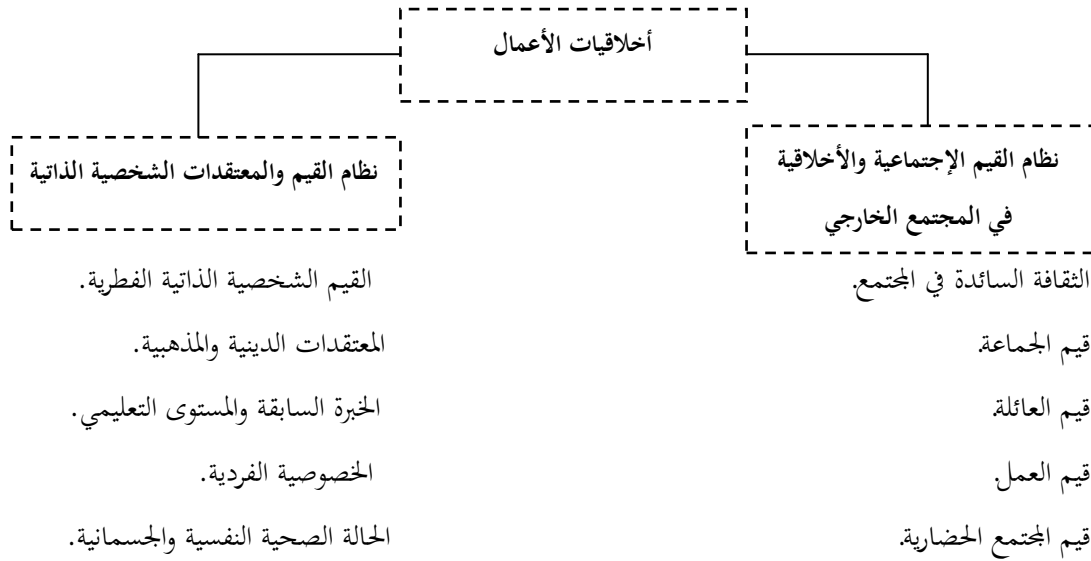 أخلاقيات الأعمال
نظام القيم الإجتماعية والأخلاقية
في المجتمع الخارجي
الثقافة السائدة في المجتمع.
قيم الجماعة.
قيم العائلة.
قيم العمل.
قيم المجتمع الحضارية.
نظام القيم والمعتقدات الشخصية الذاتية
القيم الشخصية الذاتية الفطرية.
المعتقدات الدينية والمذهبية.
الخبرة السابقة والمستوى التعليمي.
الخصوصية الفردية.
الحالة الصحية النفسية والجسمانية.